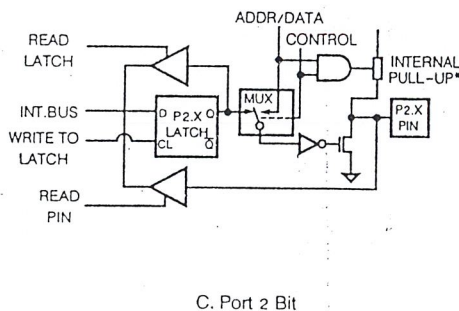 ADDR/DATA
CONTROL
READ
LATCH
INTERNAL
PULL-UP*
MUX
INT.BUS
D
Q
P2.X
LATCH
P2.X
PIN
WRITE TO
LATCH
CL
Q̅
READ
PIN
C. Port 2 Bit